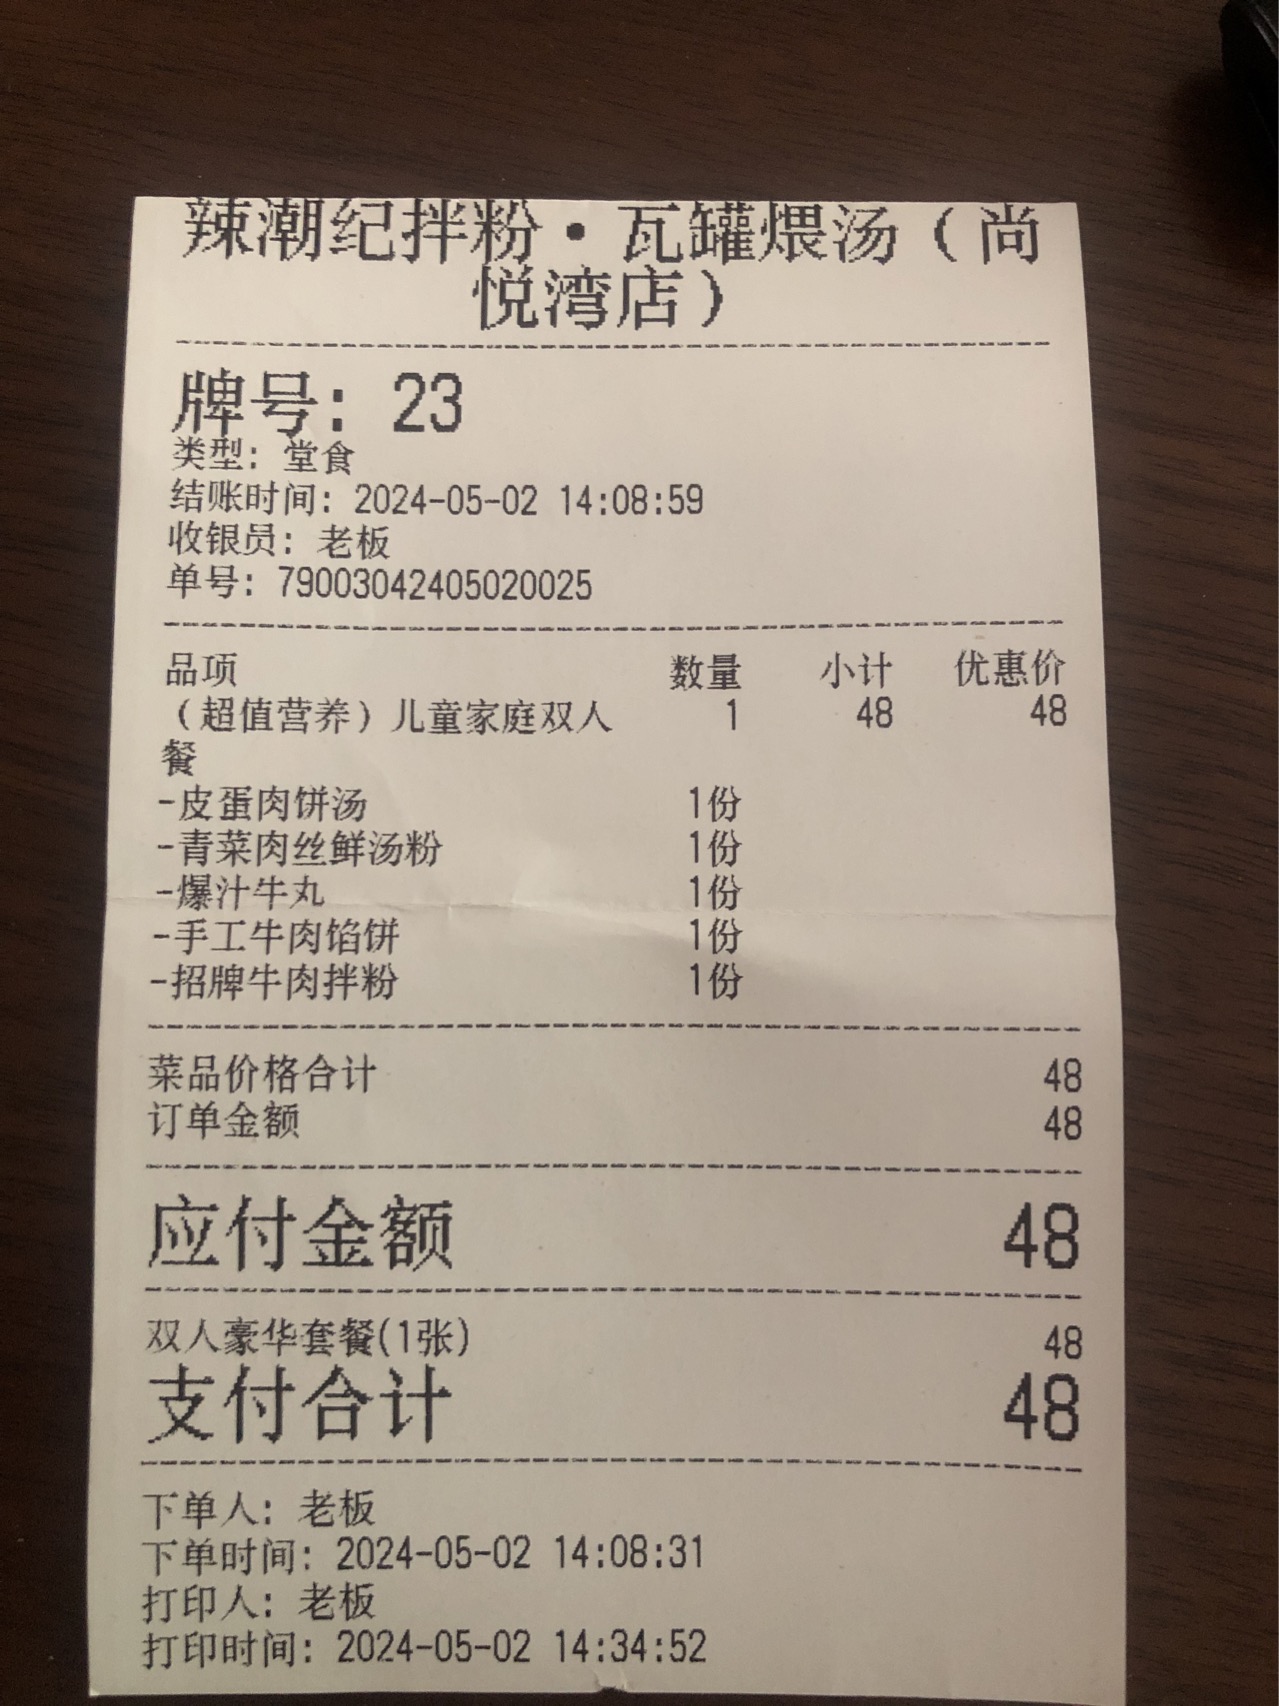 辣潮纪拌粉·瓦罐煨汤（尚
悦湾店）
牌号：23
类型：堂食
结账时间：2024-05-02 14:08:59
收银员：老板
单号：79003042405020025
品项 数量 小计 优惠价
（超值营养）儿童家庭双人 1 48 48
餐
-皮蛋肉饼汤 1份
-青菜肉丝鲜汤粉 1份
-爆汁牛丸 1份
-手工牛肉馅饼 1份
-招牌牛肉拌粉 1份
菜品价格合计 48
订单金额 48
应付金额 48
双人豪华套餐(1张) 48
支付合计 48
下单人：老板
下单时间：2024-05-02 14:08:31
打印人：老板
打印时间：2024-05-02 14:34:52